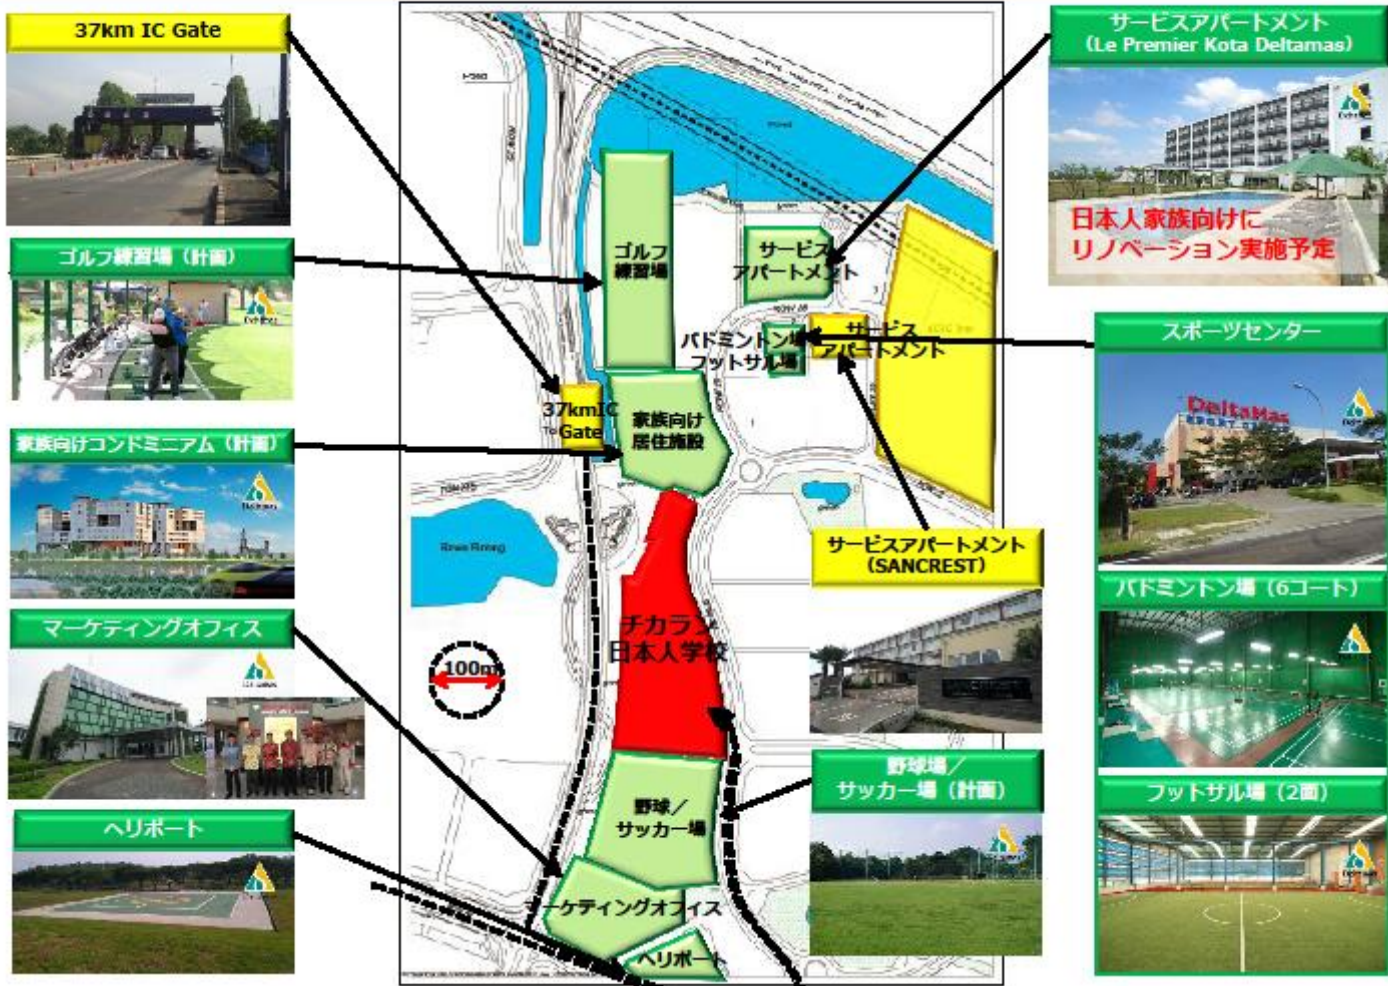 37km IC Gate
ゴルフ練習場（計画）
家族向けコンドミニアム（計画）
マーケティングオフィス
ヘリポート
ゴルフ
練習場
サービス
アパートメント
バドミントン場
フットサル場
サービス
アパートメント
37kmIC
Gate
家族向け
居住施設
Rawa Binong
チカラン
日本人学校
100m
野球／
サッカー場
マーケティングオフィス
ヘリポート
サービスアパートメント
（Le Premier Kota Deltamas）
日本人家族向けに
リノベーション実施予定
サービスアパートメント
（SANCREST）
野球場／
サッカー場（計画）
スポーツセンター
DeltaMas
SPORT CENTER
バドミントン場（6コート）
フットサル場（2面）